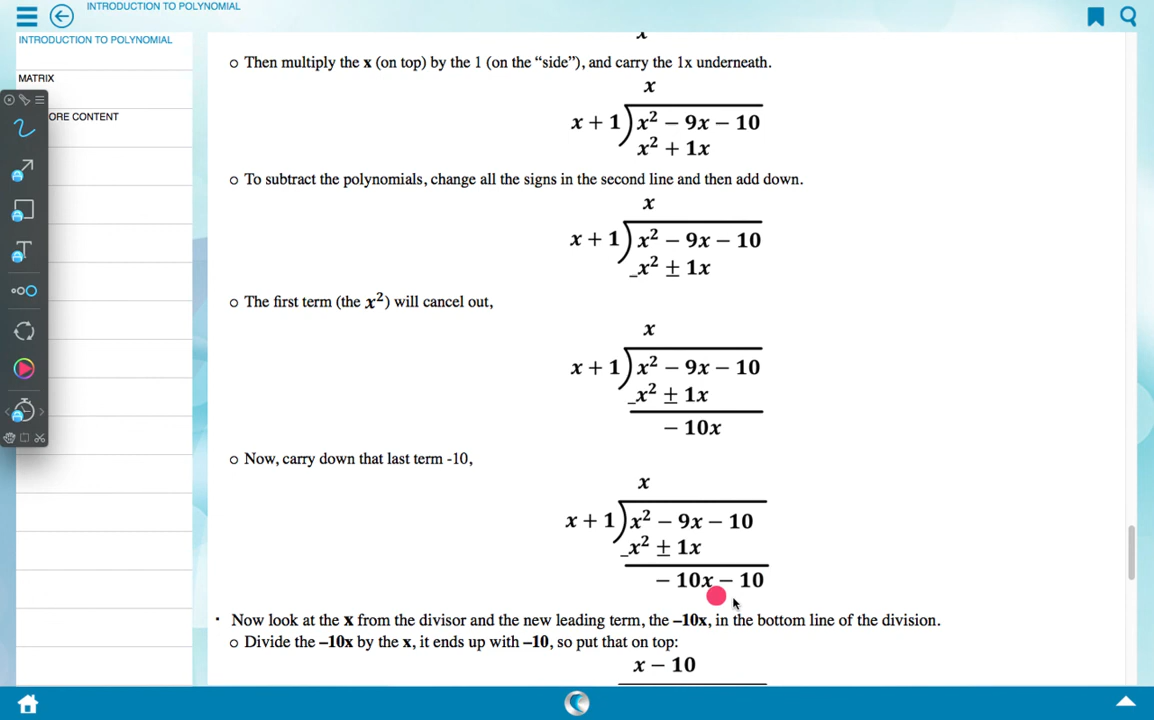 INTRODUCTION TO POLYNOMIAL
INTRODUCTION TO POLYNOMIAL
MATRIX
ORE CONTENT
x
o Then multiply the x (on top) by the 1 (on the “side”), and carry the 1x underneath.
x
x + 1) x² − 9x − 10
x² + 1x
o To subtract the polynomials, change all the signs in the second line and then add down.
x
x + 1) x² − 9x − 10
_x² ± 1x
o The first term (the x²) will cancel out,
x
x + 1) x² − 9x − 10
_x² ± 1x
− 10x
o Now, carry down that last term -10,
x
x + 1) x² − 9x − 10
_x² ± 1x
− 10x − 10
· Now look at the x from the divisor and the new leading term, the –10x, in the bottom line of the division.
o Divide the –10x by the x, it ends up with –10, so put that on top:
x − 10